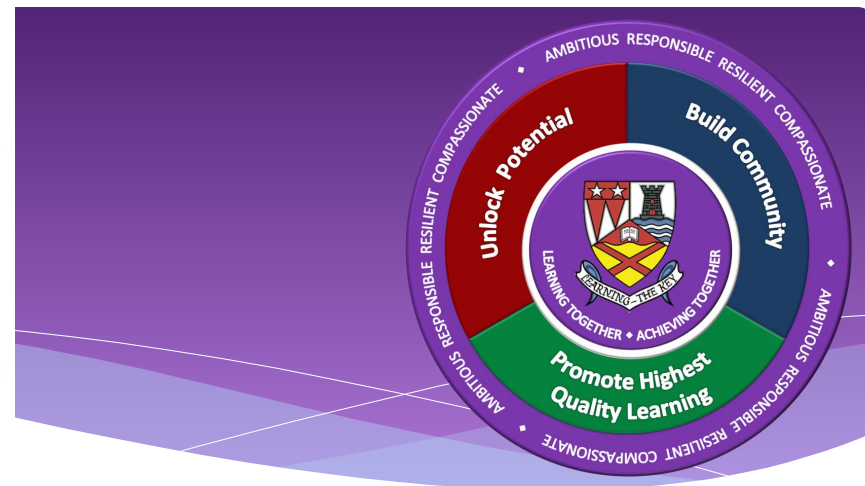 AMBITIOUS RESPONSIBLE RESILIENT COMPASSIONATE
AMBITIOUS RESPONSIBLE RESILIENT COMPASSIONATE
AMBITIOUS RESPONSIBLE RESILIENT COMPASSIONATE
Unlock Potential
Build Community
LEARNING-THE KEY
LEARNING TOGETHER ◆ ACHIEVING TOGETHER
Promote Highest
Quality Learning